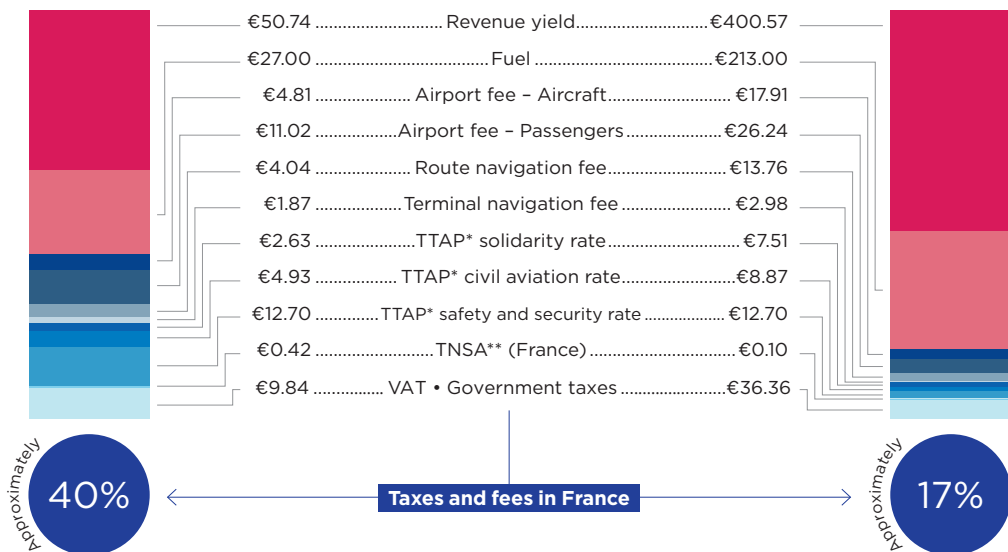 €50.74 ............................ Revenue yield ........................ €400.57
€27.00 ...................................... Fuel ....................................... €213.00
€4.81 ................... Airport fee – Aircraft .................. €17.91
€11.02 ................. Airport fee – Passengers ............... €26.24
€4.04 ................... Route navigation fee .................. €13.76
€1.87 .................. Terminal navigation fee ................. €2.98
€2.63 .................... TTAP* solidarity rate ..................... €7.51
€4.93 ................ TTAP* civil aviation rate ................. €8.87
€12.70 ............ TTAP* safety and security rate ............ €12.70
€0.42 ........................ TNSA** (France) ........................ €0.10
€9.84 .............. VAT • Government taxes ................. €36.36
Approximately
40%
Taxes and fees in France
Approximately
17%